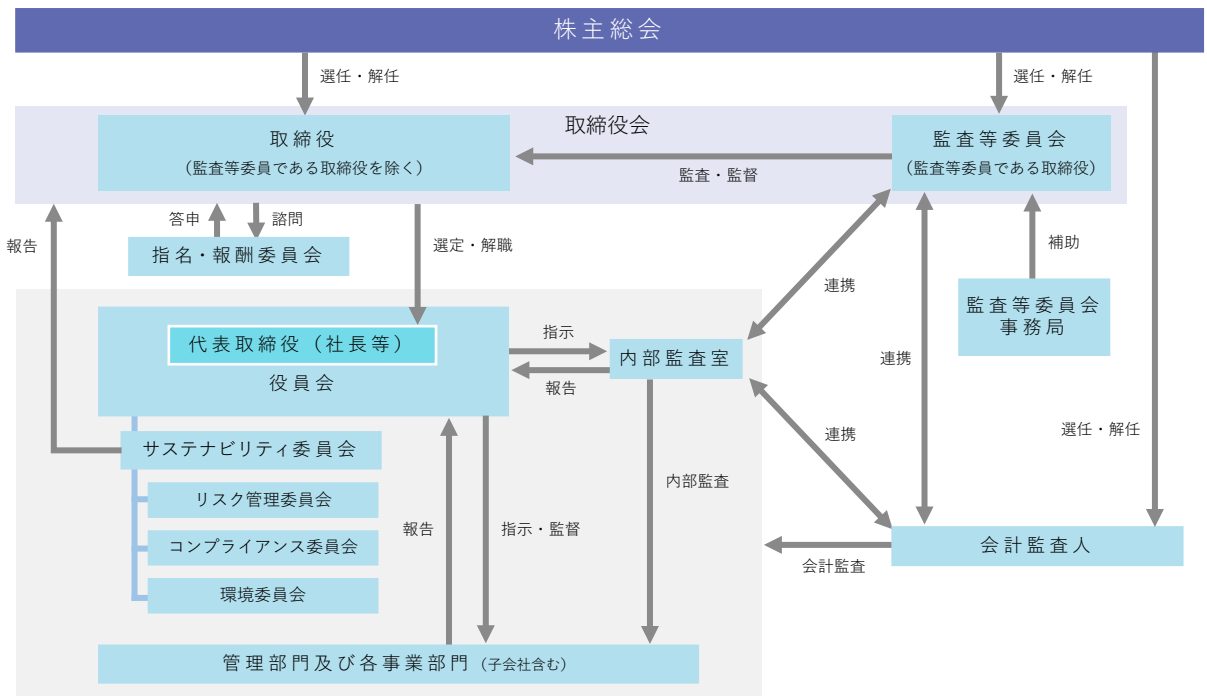 株主総会
選任・解任
選任・解任
取締役会
取締役
（監査等委員である取締役を除く）
監査等委員会
（監査等委員である取締役）
監査・監督
報告
答申
諮問
指名・報酬委員会
選定・解職
補助
監査等委員会
事務局
連携
代表取締役（社長等）
役員会
指示
報告
内部監査室
連携
連携
選任・解任
サステナビリティ委員会
リスク管理委員会
コンプライアンス委員会
環境委員会
報告
指示・監督
内部監査
会計監査人
会計監査
管理部門及び各事業部門（子会社含む）